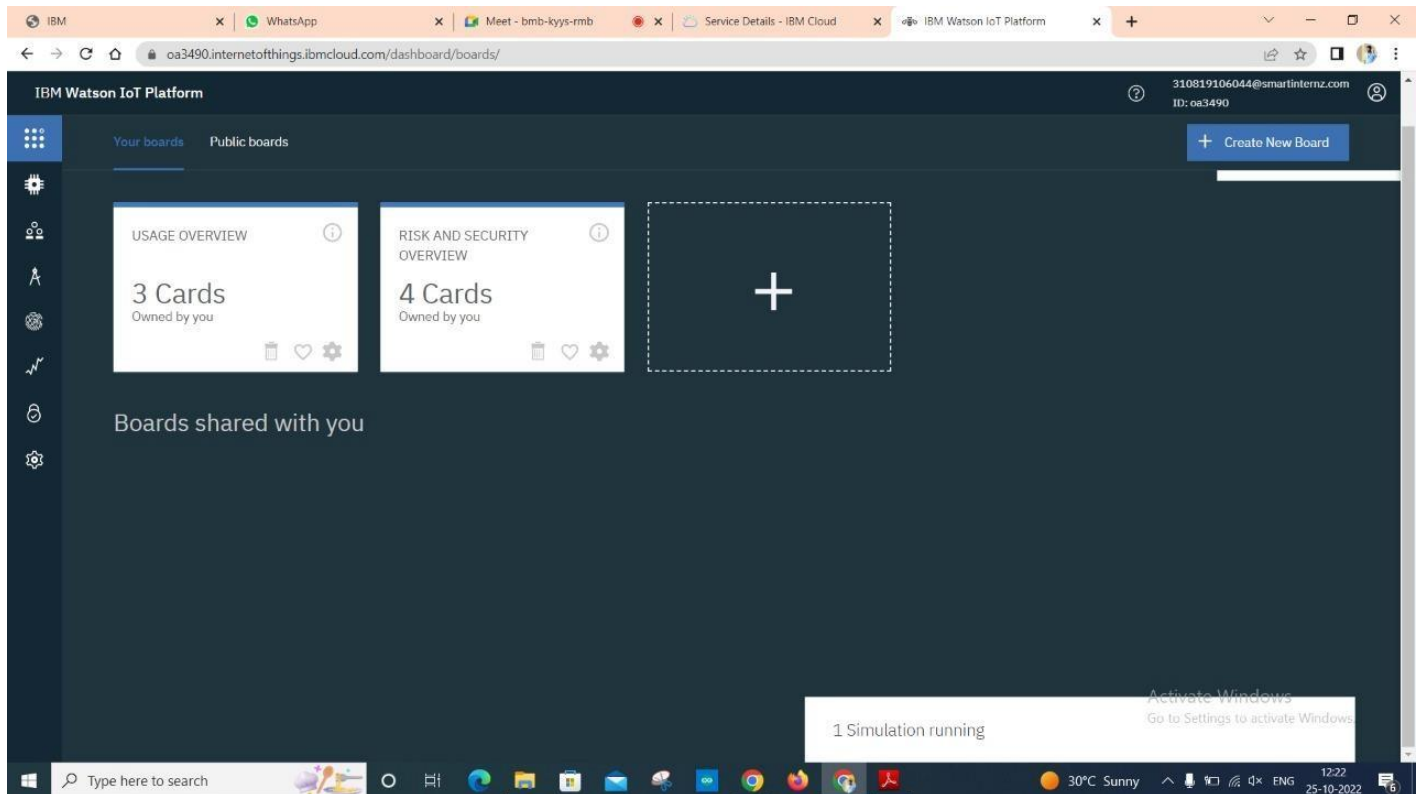 IBM
WhatsApp
Meet - bmb-kyys-rmb
Service Details - IBM Cloud
IBM Watson IoT Platform
oa3490.internetofthings.ibmcloud.com/dashboard/boards/
IBM Watson IoT Platform
310819106044@smartinternz.com
ID: oa3490
Your boards
Public boards
Create New Board
USAGE OVERVIEW
3 Cards
Owned by you
RISK AND SECURITY
OVERVIEW
4 Cards
Owned by you
Boards shared with you
1 Simulation running
Activate Windows
Go to Settings to activate Windows.
Type here to search
30°C Sunny
ENG
12:22
25-10-2022
6